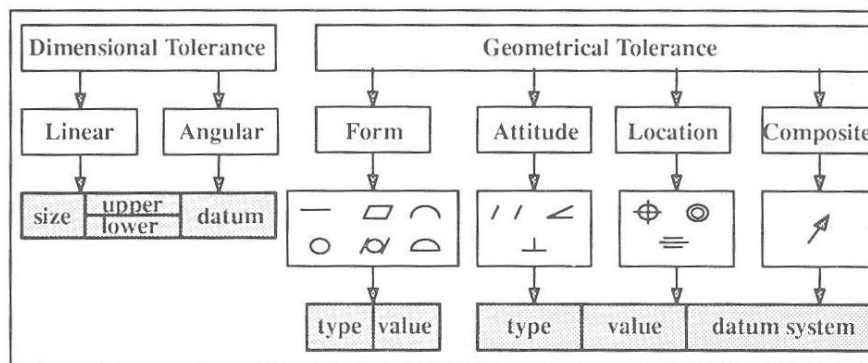 Dimensional Tolerance Geometrical Tolerance
Linear Angular Form Attitude Location Composite
size upper lower datum
type value type value datum system